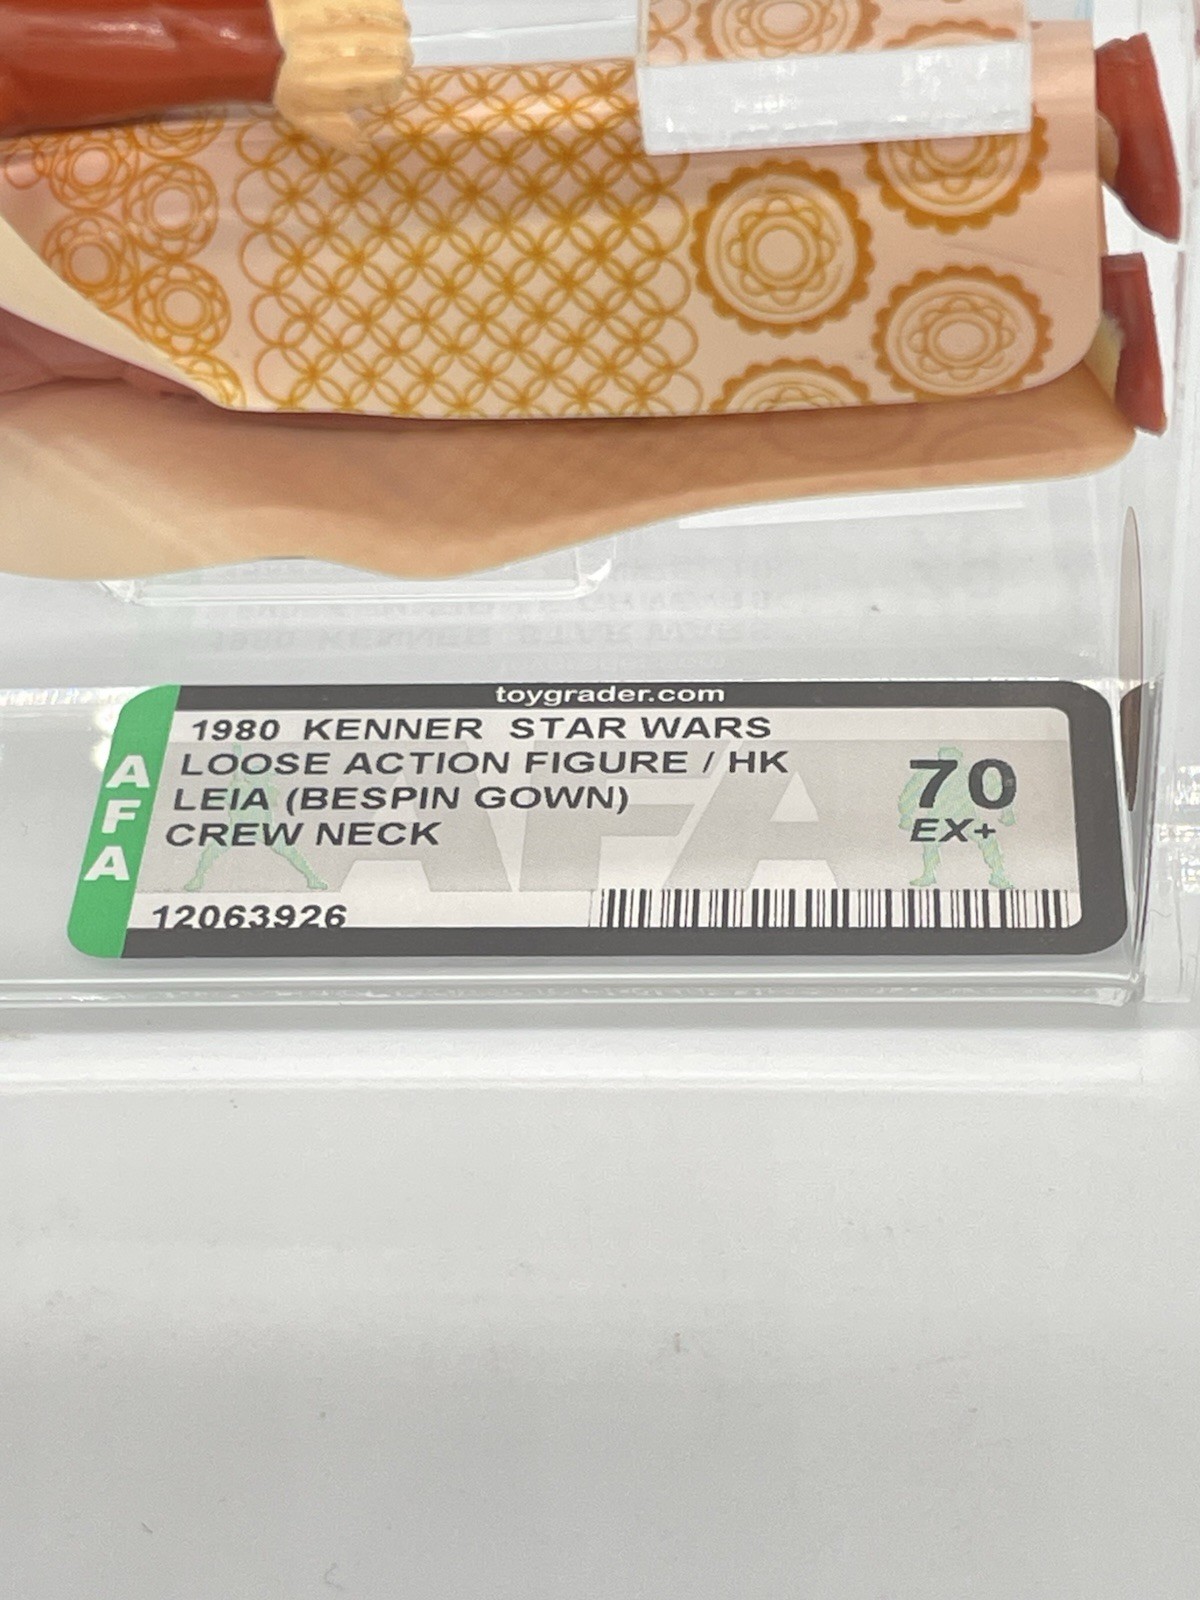 toygrader.com
AFA
1980 KENNER STAR WARS
LOOSE ACTION FIGURE / HK
LEIA (BESPIN GOWN)
CREW NECK
70
EX+
AFA
12063926